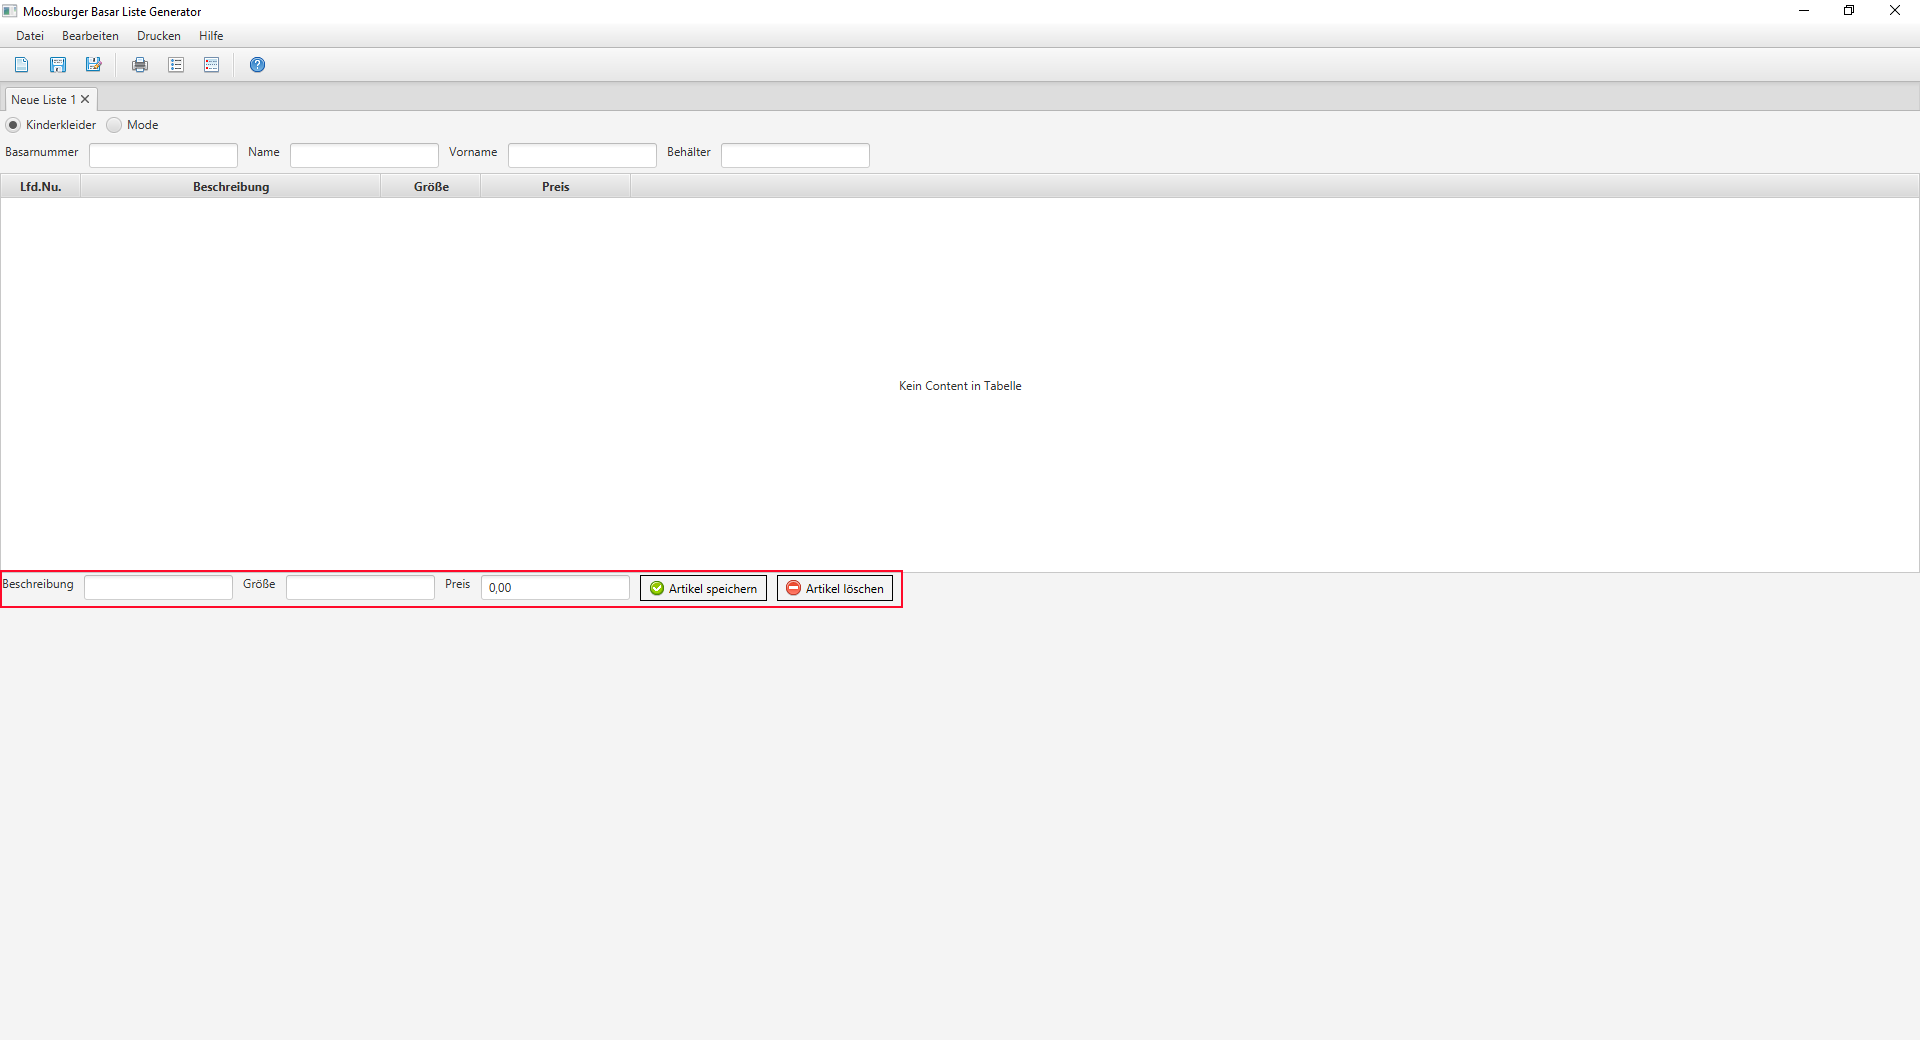 Moosburger Basar Liste Generator
Datei Bearbeiten Drucken Hilfe
Neue Liste 1
Kinderkleider Mode
Basarnummer Name Vorname Behälter
Lfd.Nu. Beschreibung Größe Preis
Kein Content in Tabelle
Beschreibung Größe Preis 0,00 Artikel speichern Artikel löschen